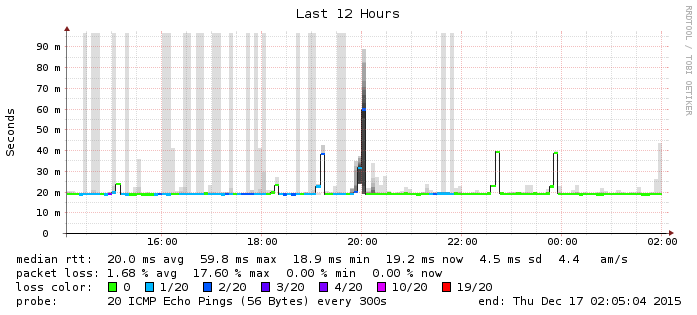 Last 12 Hours
RRDTOOL / TOBI OETIKER
Seconds
90 m
80 m
70 m
60 m
50 m
40 m
30 m
20 m
10 m
0
16:00 18:00 20:00 22:00 00:00 02:00
median rtt: 20.0 ms avg 59.8 ms max 18.9 ms min 19.2 ms now 4.5 ms sd 4.4 am/s
packet loss: 1.68 % avg 17.60 % max 0.00 % min 0.00 % now
loss color: 0 1/20 2/20 3/20 4/20 10/20 19/20
probe: 20 ICMP Echo Pings (56 Bytes) every 300s end: Thu Dec 17 02:05:04 2015